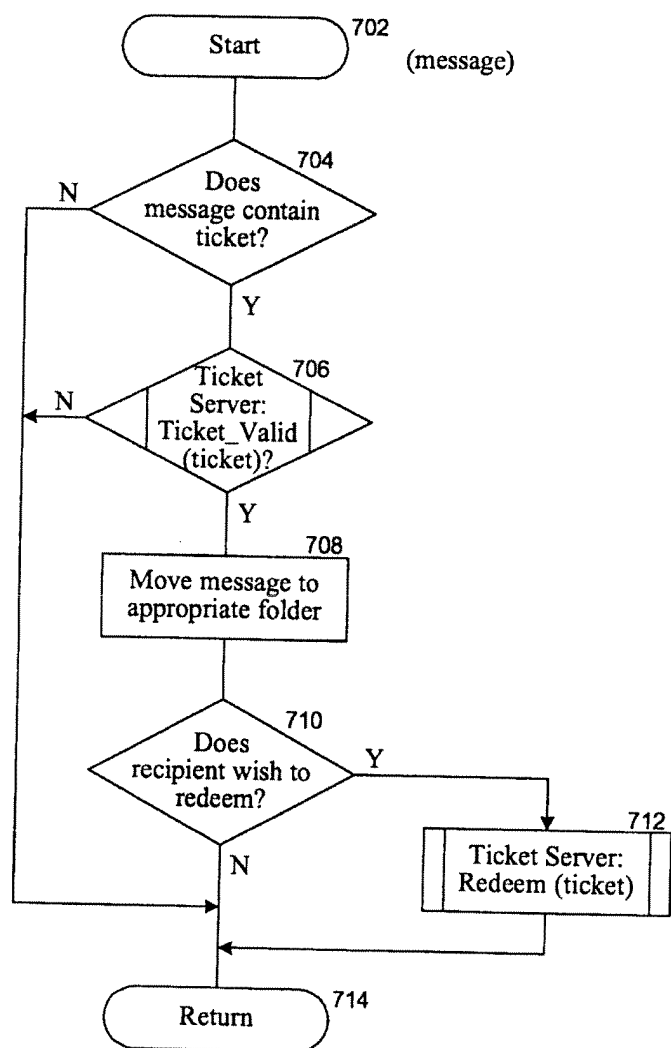 Start
702
(message)
704
Does
message contain
ticket?
N
Y
706
Ticket
Server:
Ticket_Valid
(ticket)?
N
Y
708
Move message to
appropriate folder
710
Does
recipient wish to
redeem?
Y
N
712
Ticket Server:
Redeem (ticket)
Return
714